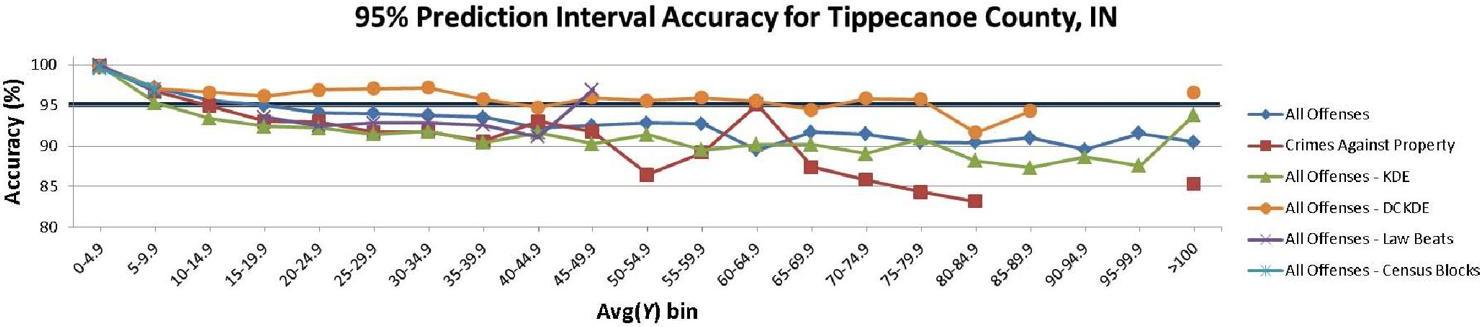 95% Prediction Interval Accuracy for Tippecanoe County, IN
Accuracy (%)
100
95
90
85
80
0-4.9
5-9.9
10-14.9
15-19.9
20-24.9
25-29.9
30-34.9
35-39.9
40-44.9
45-49.9
50-54.9
55-59.9
60-64.9
65-69.9
70-74.9
75-79.9
80-84.9
85-89.9
90-94.9
95-99.9
>100
Avg(Y) bin
All Offenses
Crimes Against Property
All Offenses - KDE
All Offenses - DCKDE
All Offenses - Law Beats
All Offenses - Census Blocks